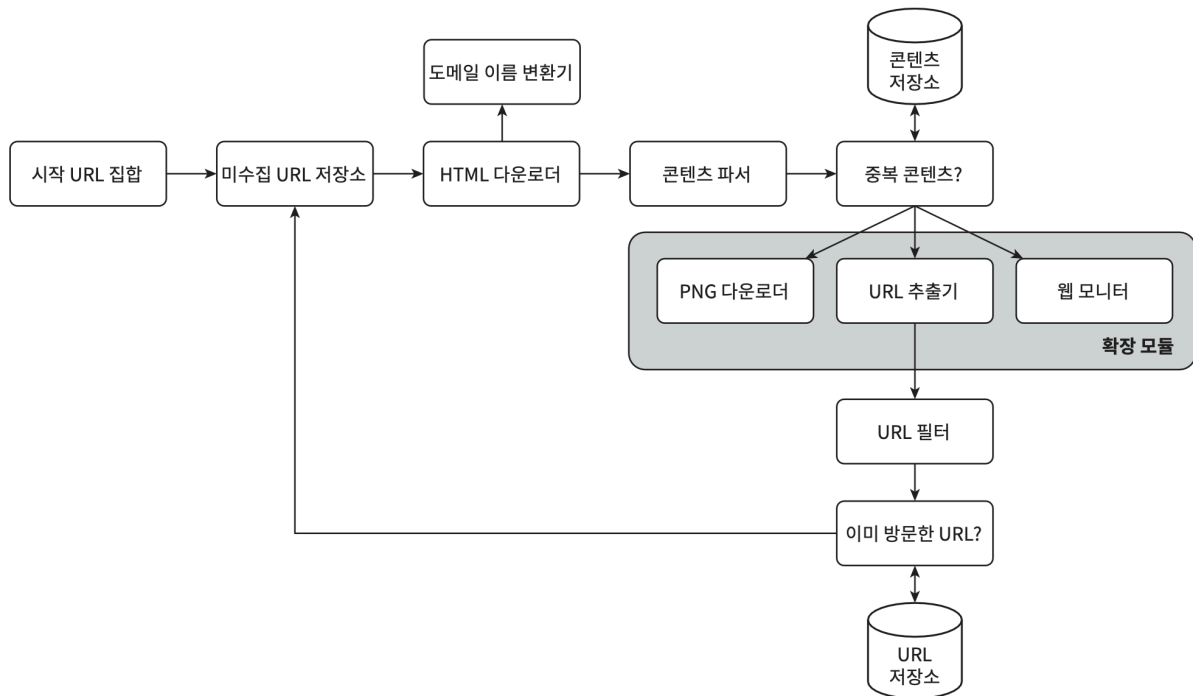 콘텐츠
저장소
도메일 이름 변환기
시작 URL 집합
미수집 URL 저장소
HTML 다운로더
콘텐츠 파서
중복 콘텐츠?
PNG 다운로더
URL 추출기
웹 모니터
확장 모듈
URL 필터
이미 방문한 URL?
URL
저장소